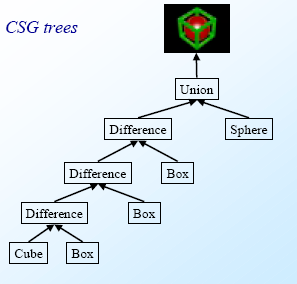 CSG trees
Union
Difference
Sphere
Difference
Box
Difference
Box
Cube
Box